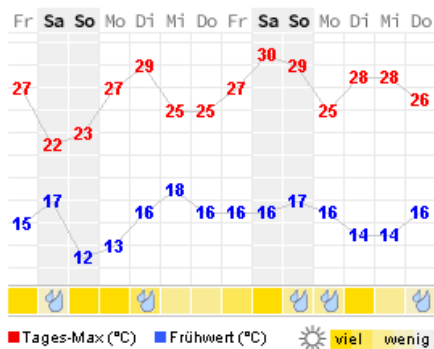 Fr Sa So Mo Di Mi Do Fr Sa So Mo Di Mi Do
27 22 23 27 29 25 25 27 30 29 25 28 28 26
15 17 12 13 16 18 16 16 16 17 16 14 14 16
Tages-Max (°C) Frühwert (°C) viel wenig